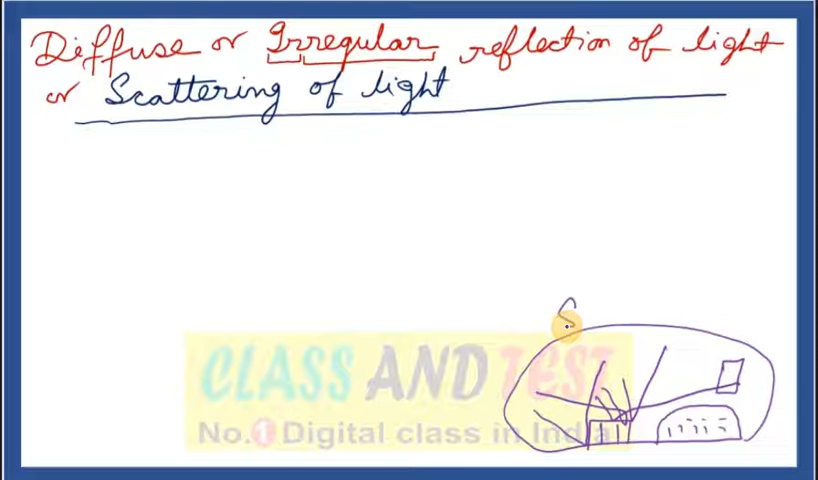 Diffuse or Irregular reflection of light
or Scattering of light
CLASS AND TEST
No.1 Digital class in India